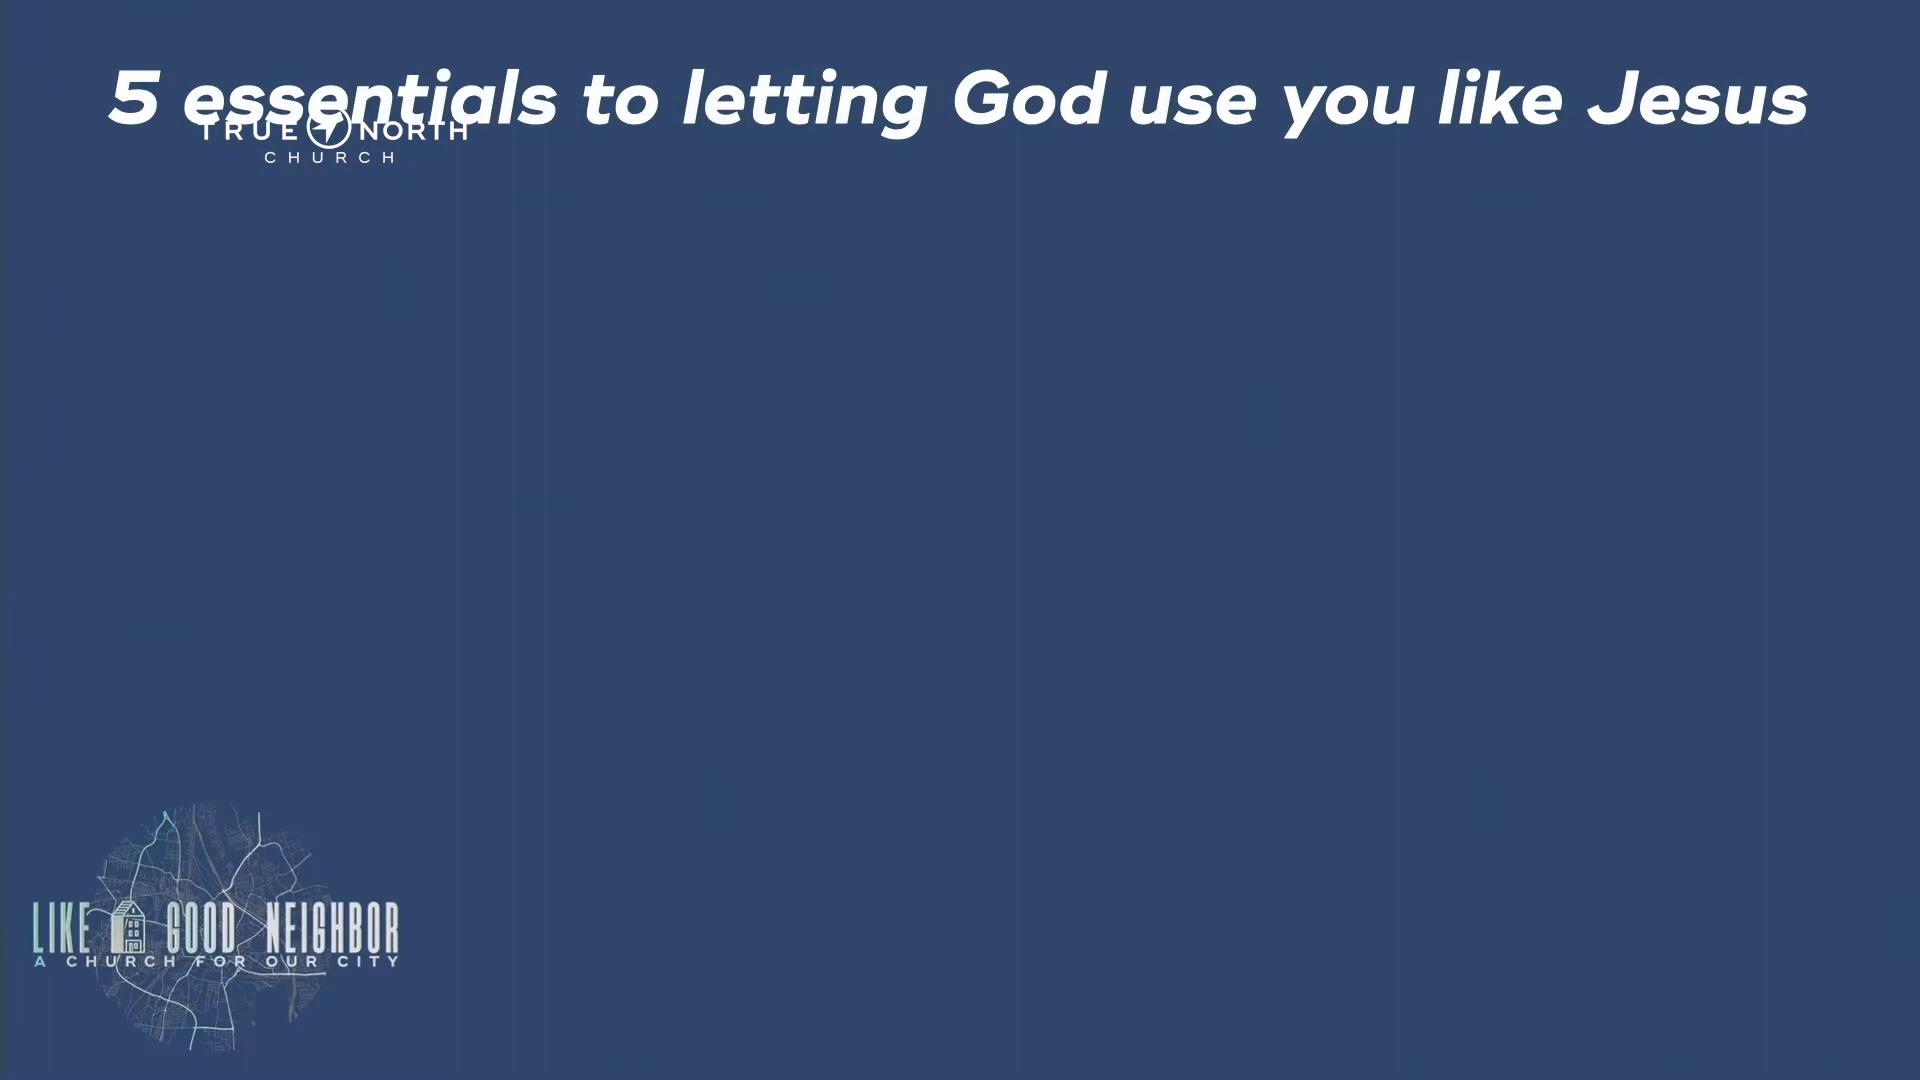 5 essentials to letting God use you like Jesus
TRUE NORTH
CHURCH
LIKE GOOD NEIGHBOR
A CHURCH FOR OUR CITY